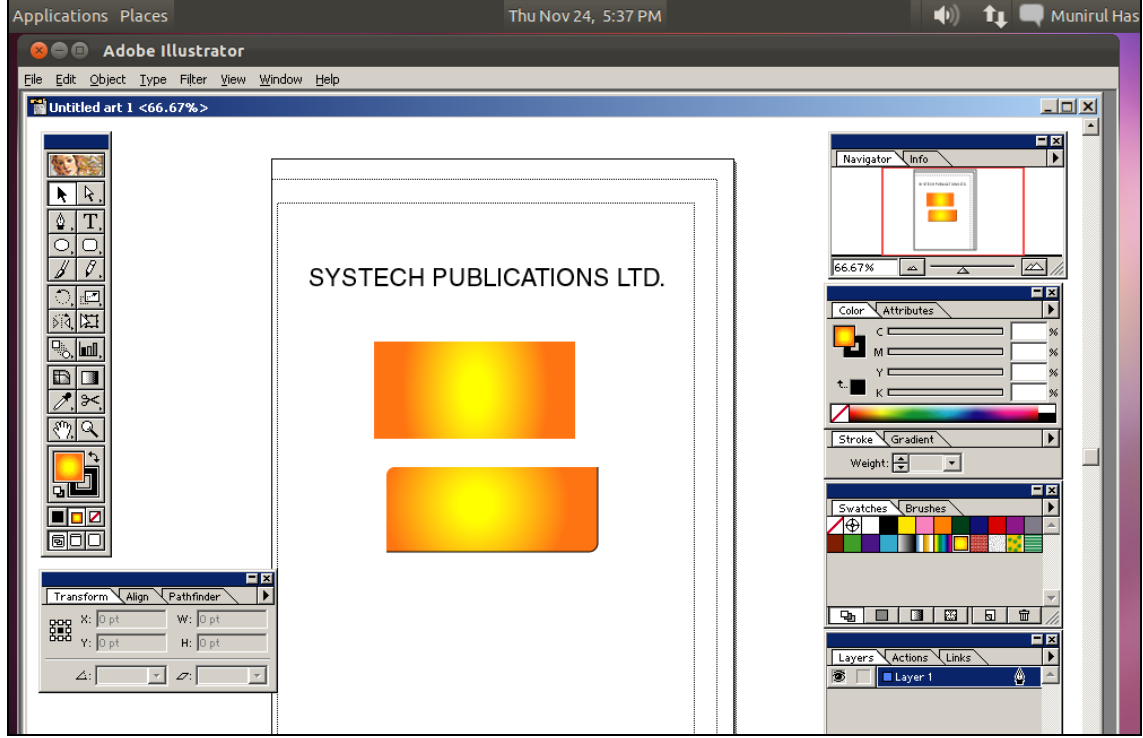 Applications Places Thu Nov 24, 5:37 PM Munirul Has
Adobe Illustrator
File Edit Object Type Filter View Window Help
Untitled art 1 <66.67%>
Navigator Info
66.67%
SYSTECH PUBLICATIONS LTD.
Color Attributes
C %
M %
Y %
K %
Stroke Gradient
Weight:
Swatches Brushes
Transform Align Pathfinder
X: 0 pt W: 0 pt
Y: 0 pt H: 0 pt
Layers Actions Links
Layer 1